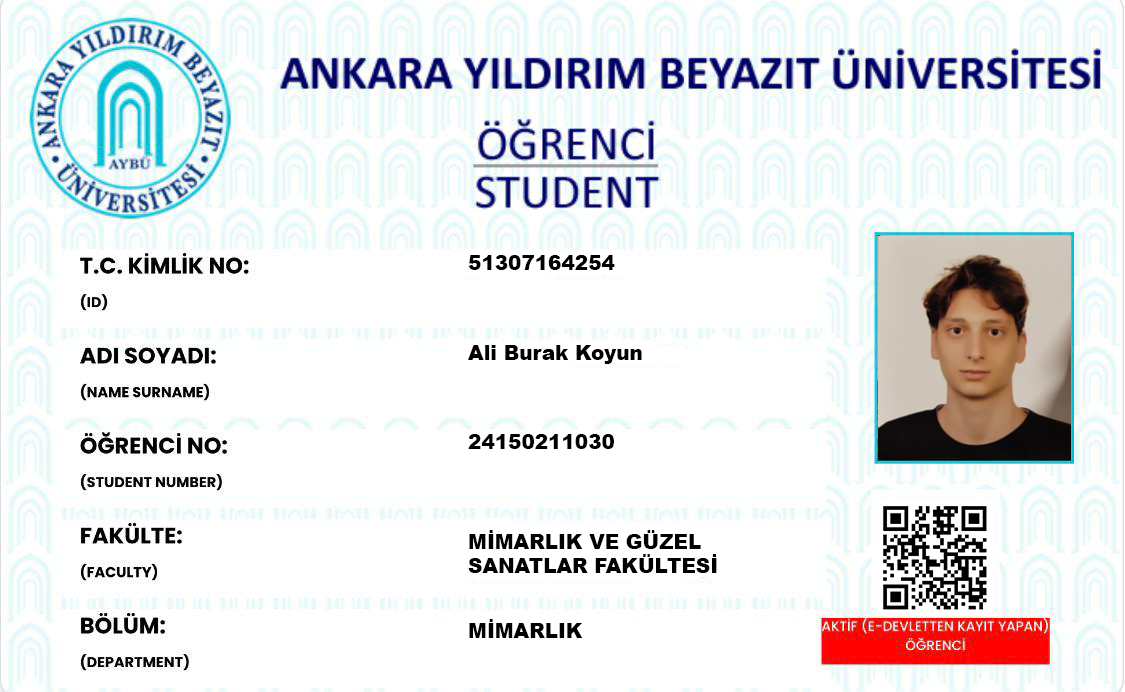 ANKARA YILDIRIM BEYAZIT
ÜNİVERSİTESİ
AYBÜ
ANKARA YILDIRIM BEYAZIT ÜNİVERSİTESİ
ÖĞRENCİ
STUDENT
T.C. KİMLİK NO: 51307164254
(ID)
ADI SOYADI: Ali Burak Koyun
(NAME SURNAME)
ÖĞRENCİ NO: 24150211030
(STUDENT NUMBER)
FAKÜLTE: MİMARLIK VE GÜZEL
SANATLAR FAKÜLTESİ
(FACULTY)
BÖLÜM: MİMARLIK
(DEPARTMENT)
AKTİF (E-DEVLETTEN KAYIT YAPAN)
ÖĞRENCİ